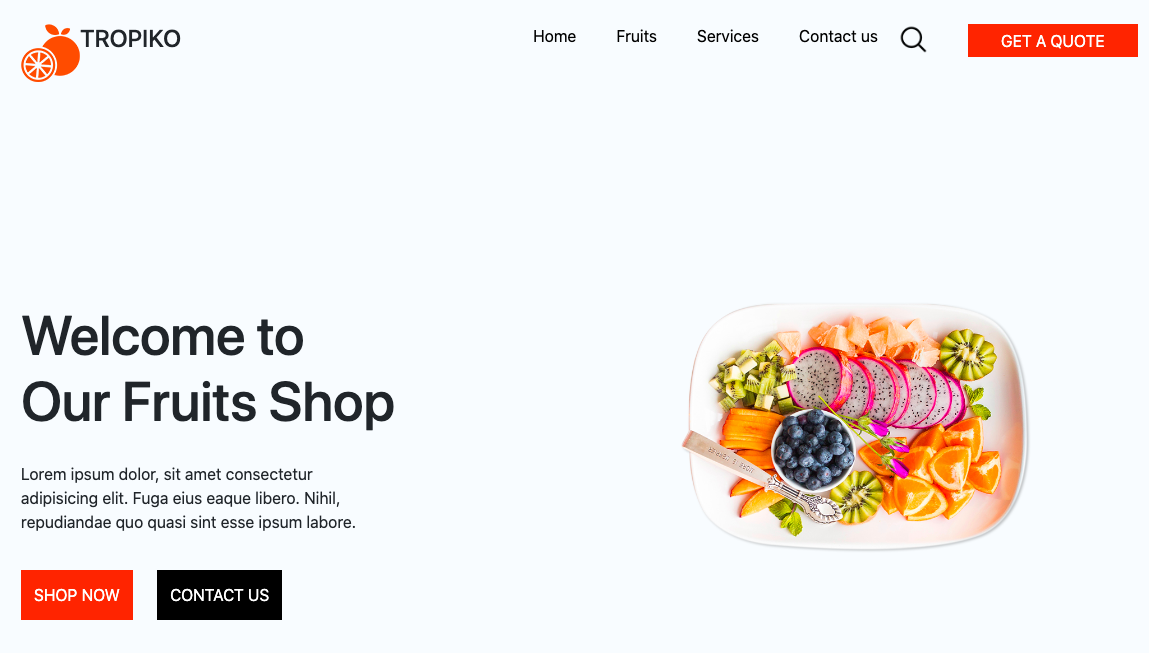 TROPIKO
Home
Fruits
Services
Contact us
GET A QUOTE
Welcome to
Our Fruits Shop
Lorem ipsum dolor, sit amet consectetur
adipisicing elit. Fuga eius eaque libero. Nihil,
repudiandae quo quasi sint esse ipsum labore.
SHOP NOW
CONTACT US